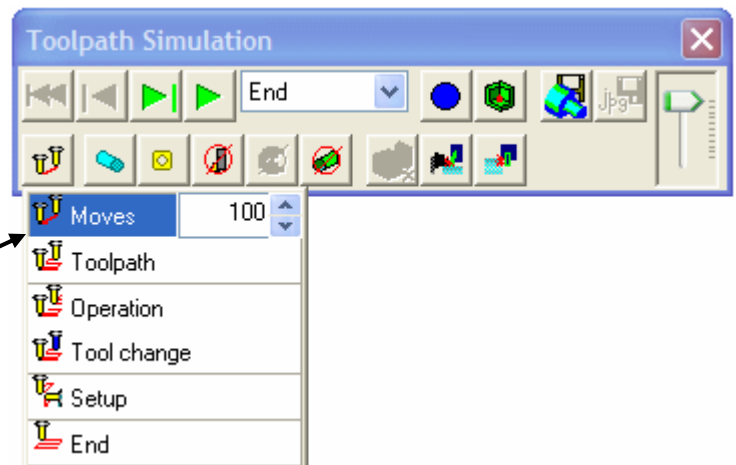 Toolpath Simulation
End
jpg
Moves 100
Toolpath
Operation
Tool change
Setup
End